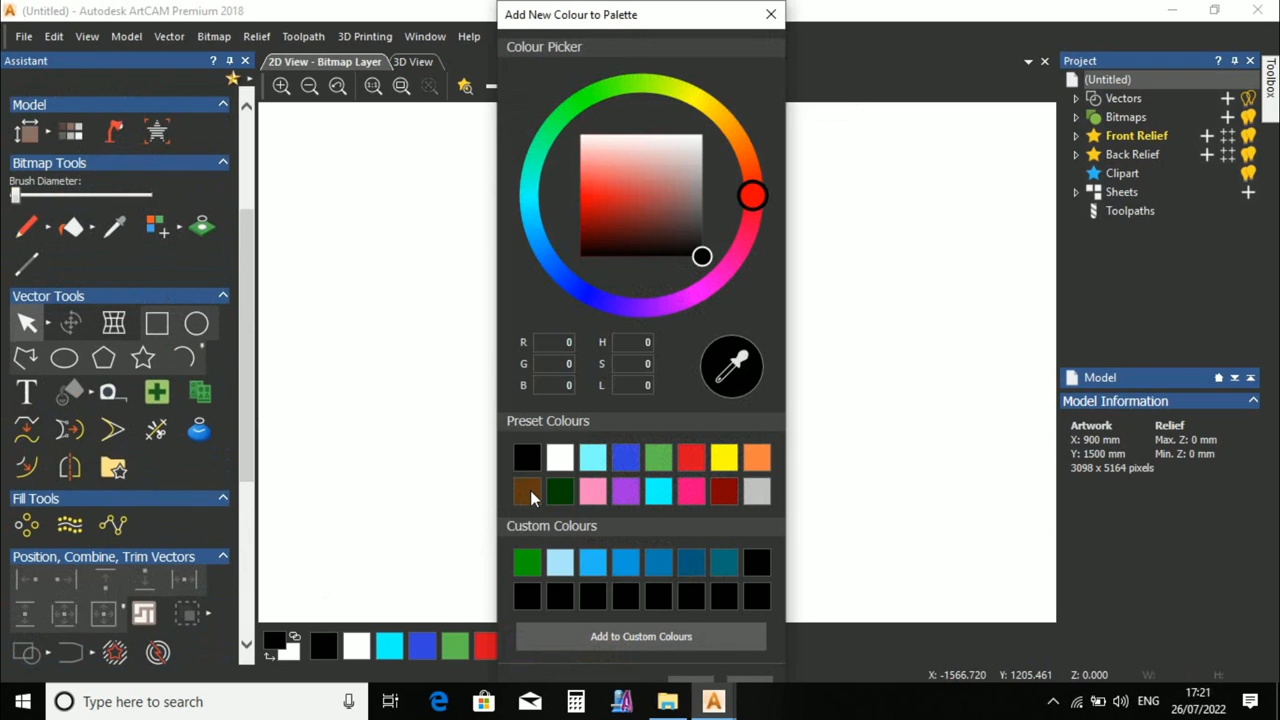 (Untitled) - Autodesk ArtCAM Premium 2018
Add New Colour to Palette
File Edit View Model Vector Bitmap Relief Toolpath 3D Printing Window Help
Colour Picker
Assistant
2D View - Bitmap Layer
3D View
Project
Toolbox
(Untitled)
Model
Vectors
Bitmaps
Front Relief
Back Relief
Clipart
Sheets
Toolpaths
Bitmap Tools
Brush Diameter:
Vector Tools
R 0 H 0
G 0 S 0
B 0 L 0
Model
Model Information
Artwork Relief
X: 900 mm Max. Z: 0 mm
Y: 1500 mm Min. Z: 0 mm
3098 x 5164 pixels
Preset Colours
Fill Tools
Custom Colours
Position, Combine, Trim Vectors
Add to Custom Colours
X: -1566.720 Y: 1205.461 Z: 0.000 W: H:
Type here to search
ENG
17:21
26/07/2022